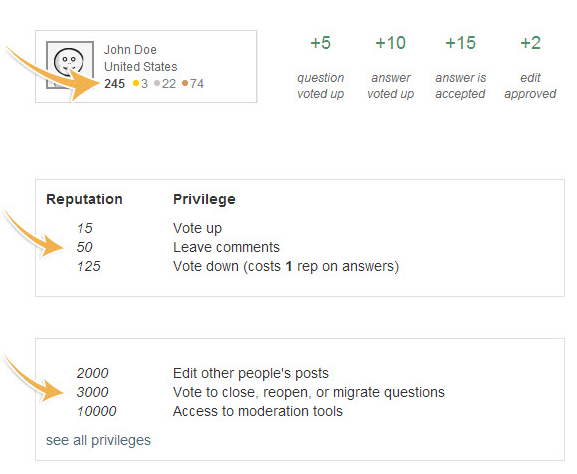 John Doe
United States
245 ●3 ●22 ●74
+5 +10 +15 +2
question answer answer is edit
voted up voted up accepted approved
Reputation Privilege
15 Vote up
50 Leave comments
125 Vote down (costs 1 rep on answers)
2000 Edit other people's posts
3000 Vote to close, reopen, or migrate questions
10000 Access to moderation tools
see all privileges